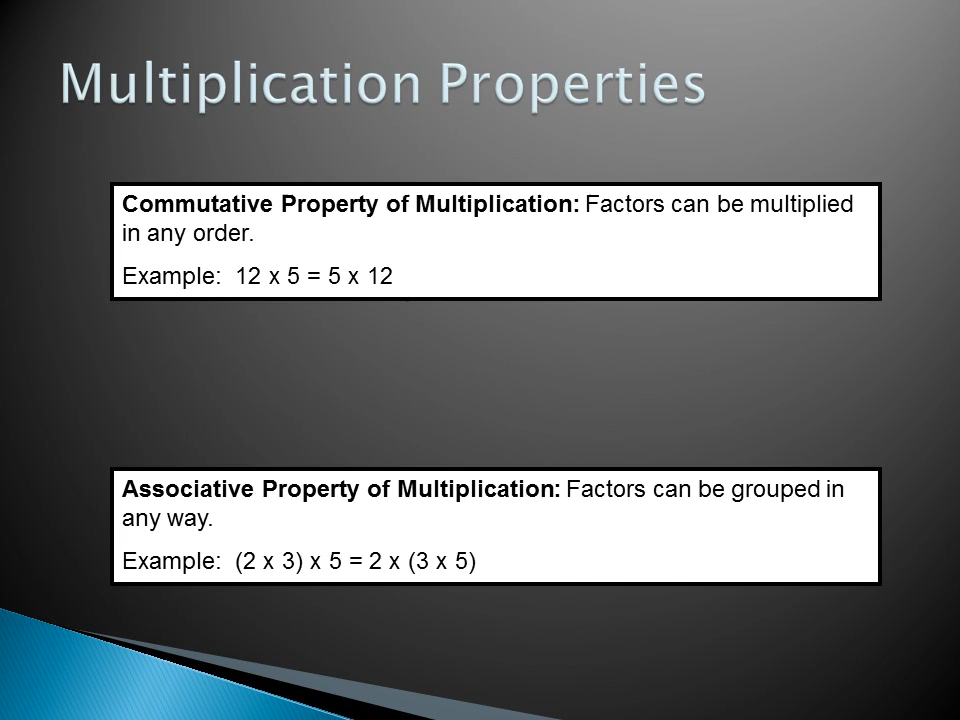 Multiplication Properties
Commutative Property of Multiplication: Factors can be multiplied
in any order.
Example:  12 x 5 = 5 x 12
Associative Property of Multiplication: Factors can be grouped in
any way.
Example:  (2 x 3) x 5 = 2 x (3 x 5)